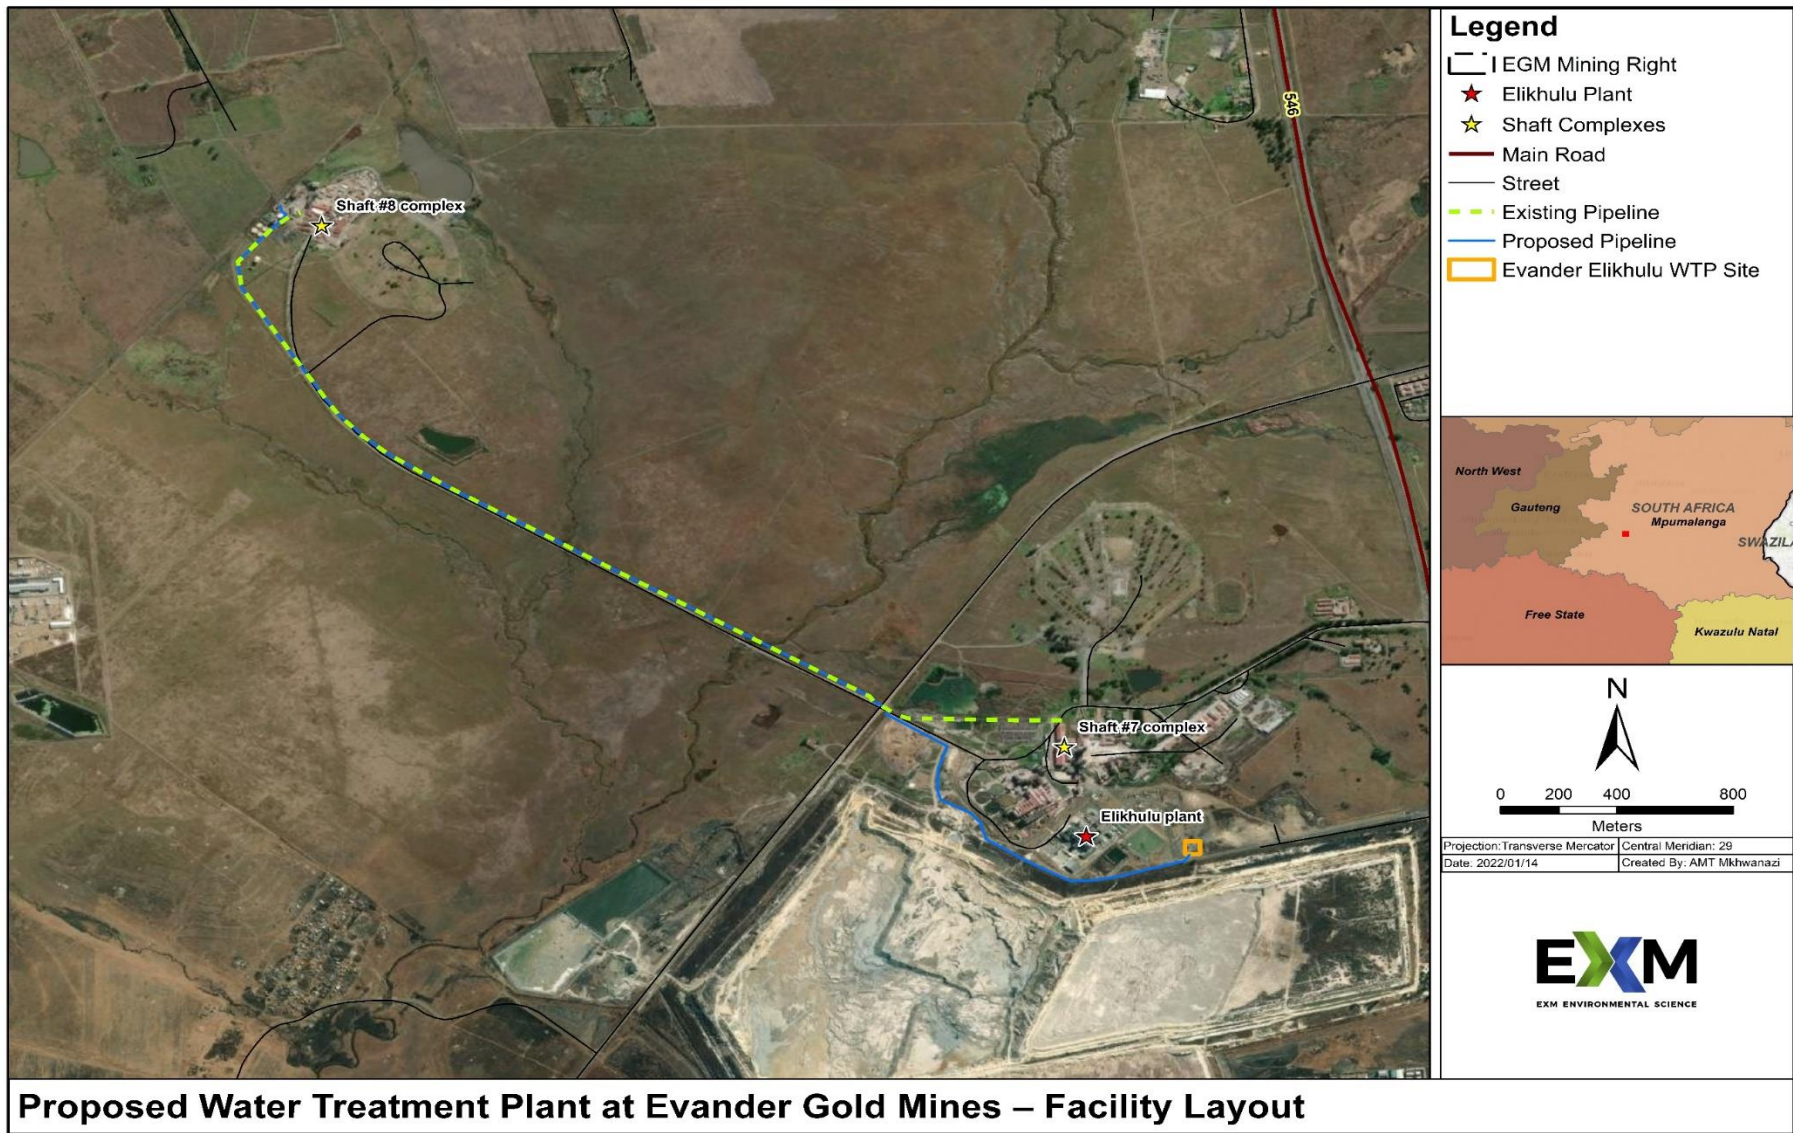 546
Shaft #8 complex
Shaft #7 complex
Elikhulu plant
Legend
EGM Mining Right
Elikhulu Plant
Shaft Complexes
Main Road
Street
Existing Pipeline
Proposed Pipeline
Evander Elikhulu WTP Site
North West
Gauteng
SOUTH AFRICA
Mpumalanga
SWAZILA
Free State
Kwazulu Natal
N
0 200 400 800
Meters
Projection:Transverse Mercator Central Meridian: 29
Date: 2022/01/14 Created By: AMT Mkhwanazi
EXM
EXM ENVIRONMENTAL SCIENCE
Proposed Water Treatment Plant at Evander Gold Mines – Facility Layout